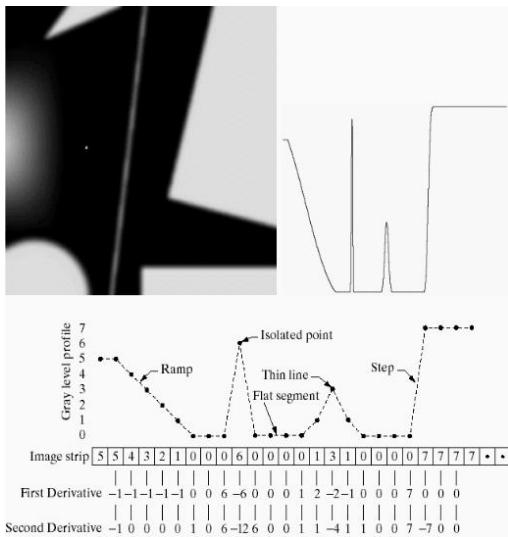 7
Isolated point
6
Gray level profile
5
4
Ramp
Thin line
Step
3
Flat segment
2
1
0
Image strip 5 5 4 3 2 1 0 0 0 6 0 0 0 0 1 3 1 0 0 0 0 7 7 7 7 • •
First Derivative −1 −1 −1 −1 −1 0 0 6 −6 0 0 0 1 2 −2 −1 0 0 0 7 0 0 0
Second Derivative −1 0 0 0 0 1 0 6 −12 6 0 0 1 1 −4 1 1 0 0 7 −7 0 0